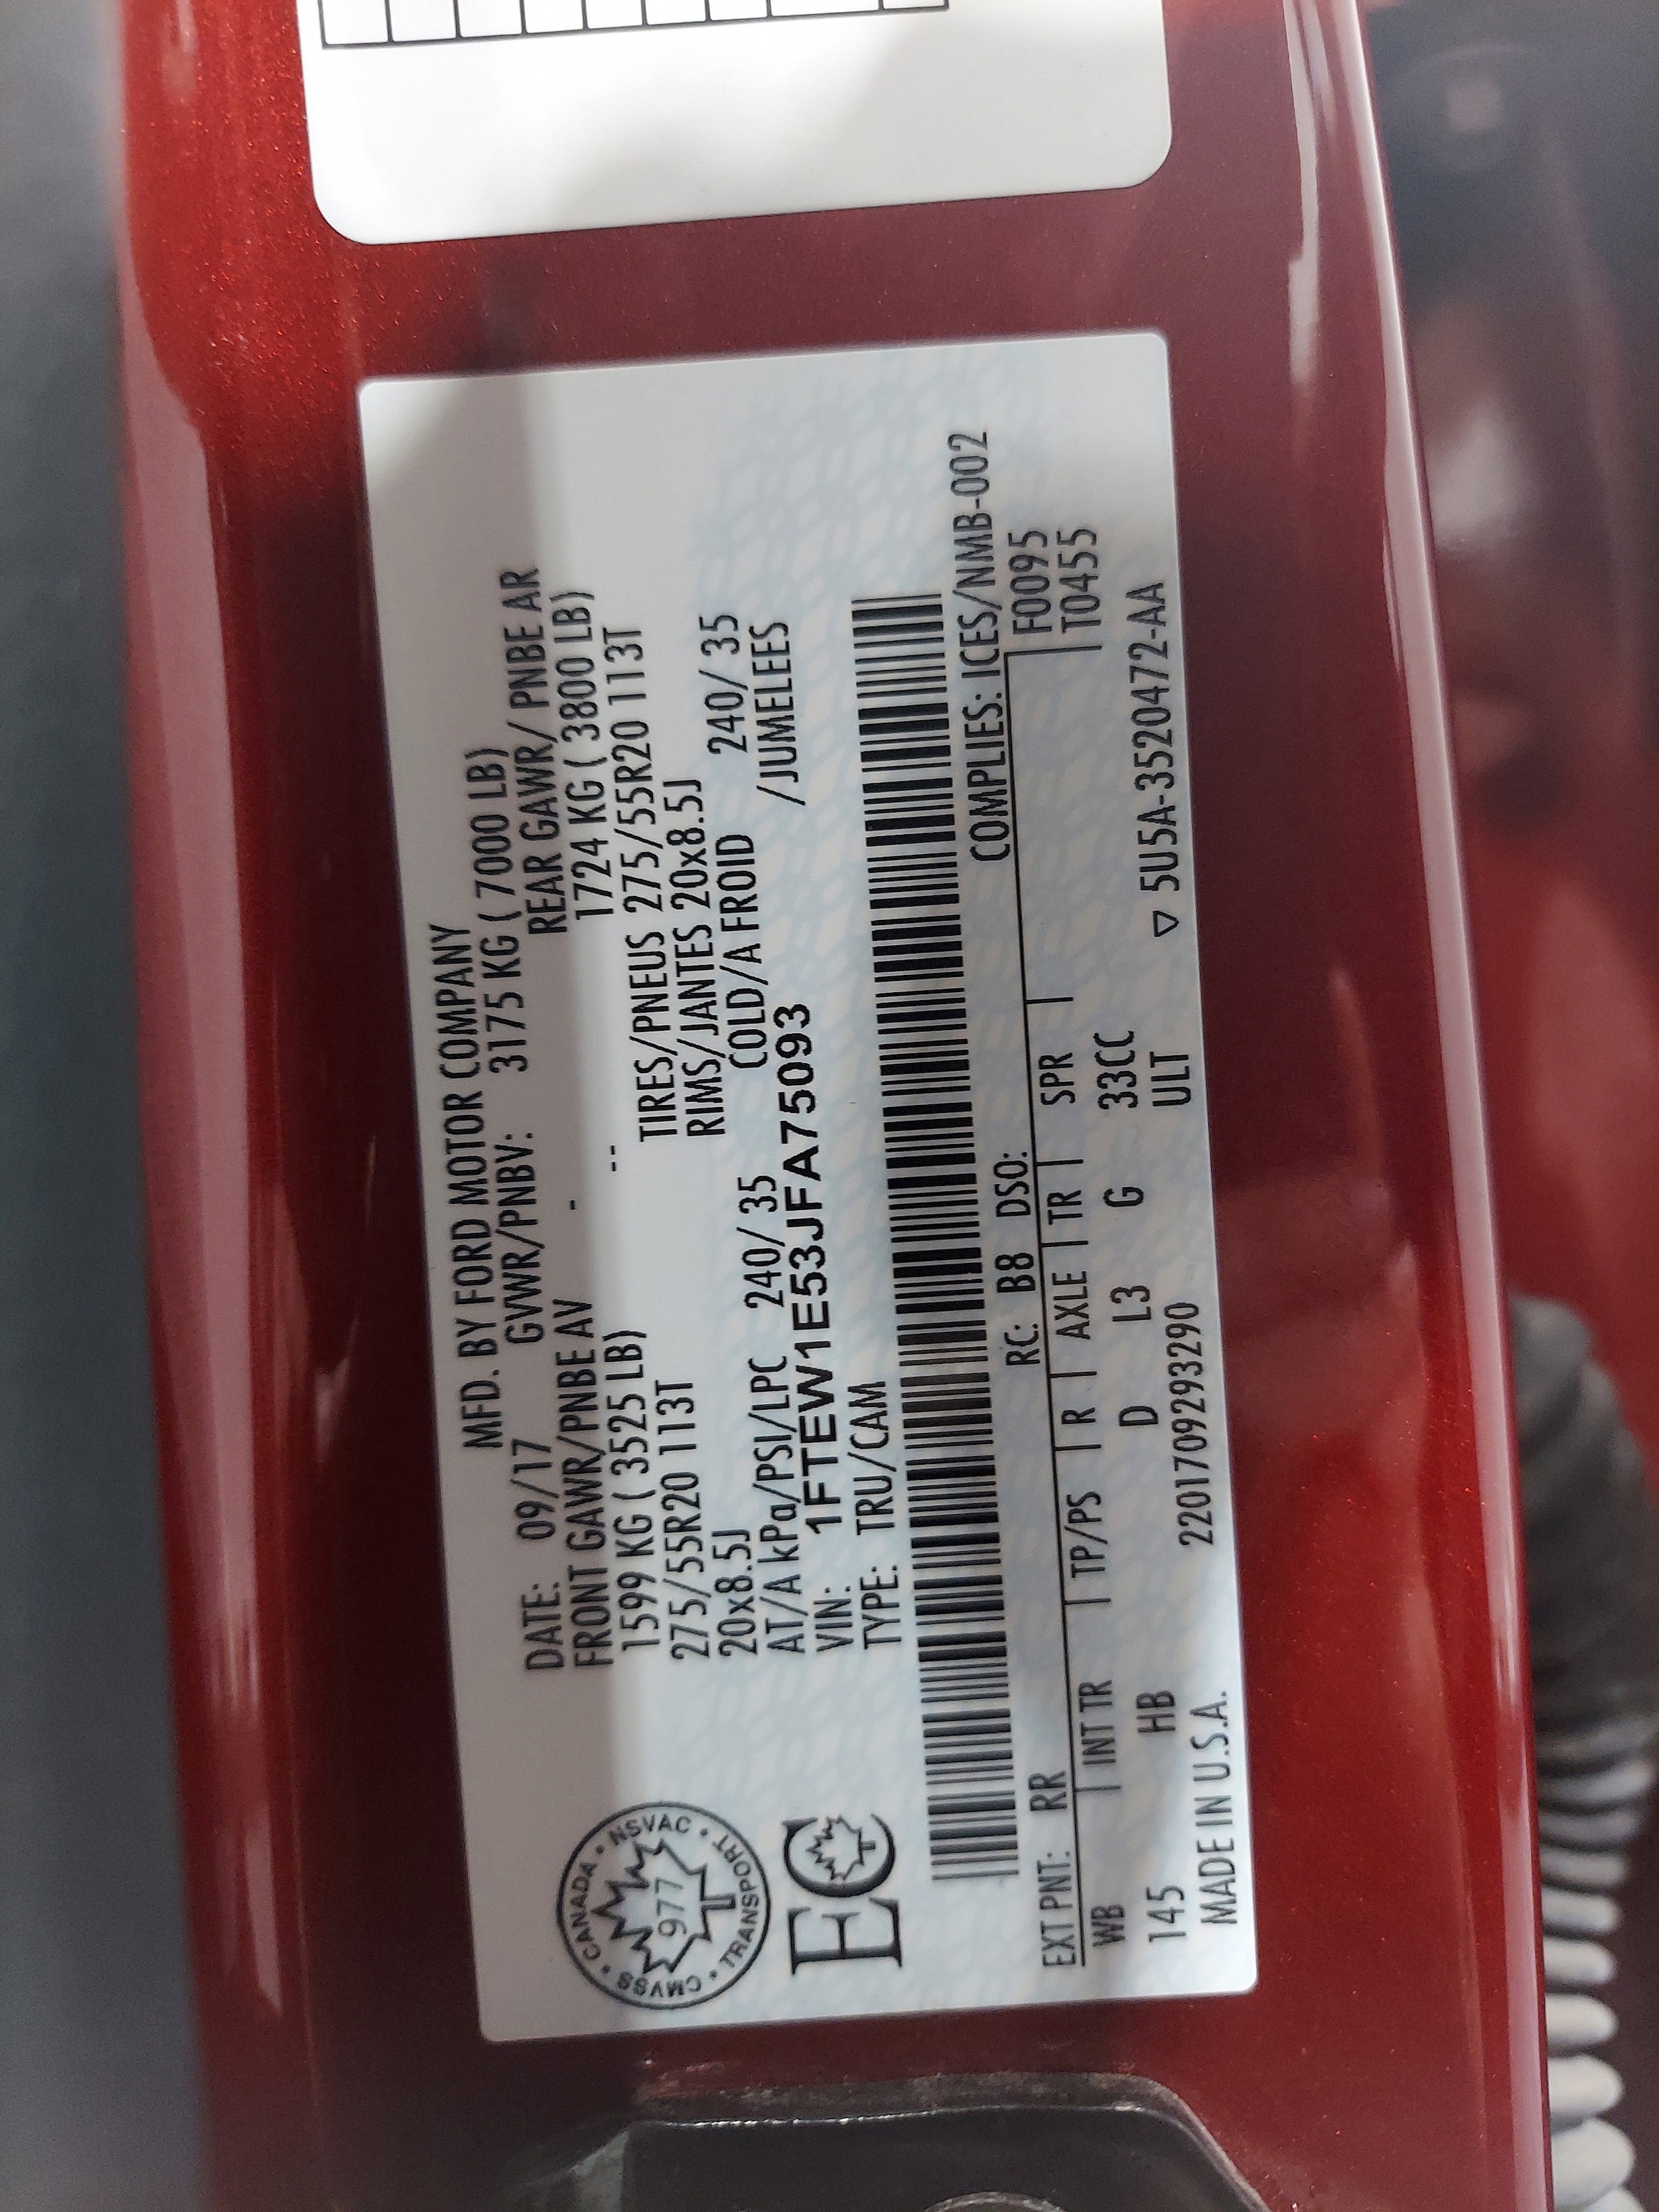 MFD. BY FORD MOTOR COMPANY
DATE: 09/17 GVWR/PNBV: 3175 KG ( 7000 LB)
FRONT GAWR/PNBE AV - REAR GAWR/ PNBE AR
1599 KG ( 3525 LB) -- 1724 KG ( 3800 LB)
275/55R20 113T TIRES/PNEUS 275/55R20 113T
20x8.5J RIMS/JANTES 20x8.5J
AT/A kPa/PSI/LPC 240/ 35 COLD/A FROID 240/ 35
VIN: 1FTEW1E53JFA75093 /JUMELEES
TYPE: TRU/CAM
CANADA • NSVAC • TRANSPORT • CMVSS •
977
EC
COMPLIES: ICES/NMB-002
EXT PNT: RR RC: B8 DSO: F0095
WB INT TR TP/PS R AXLE TR SPR T0455
145 HB D L3 G 33CC
MADE IN U.S.A. 2201709293290 ULT ▽ 5U5A-3520472-AA